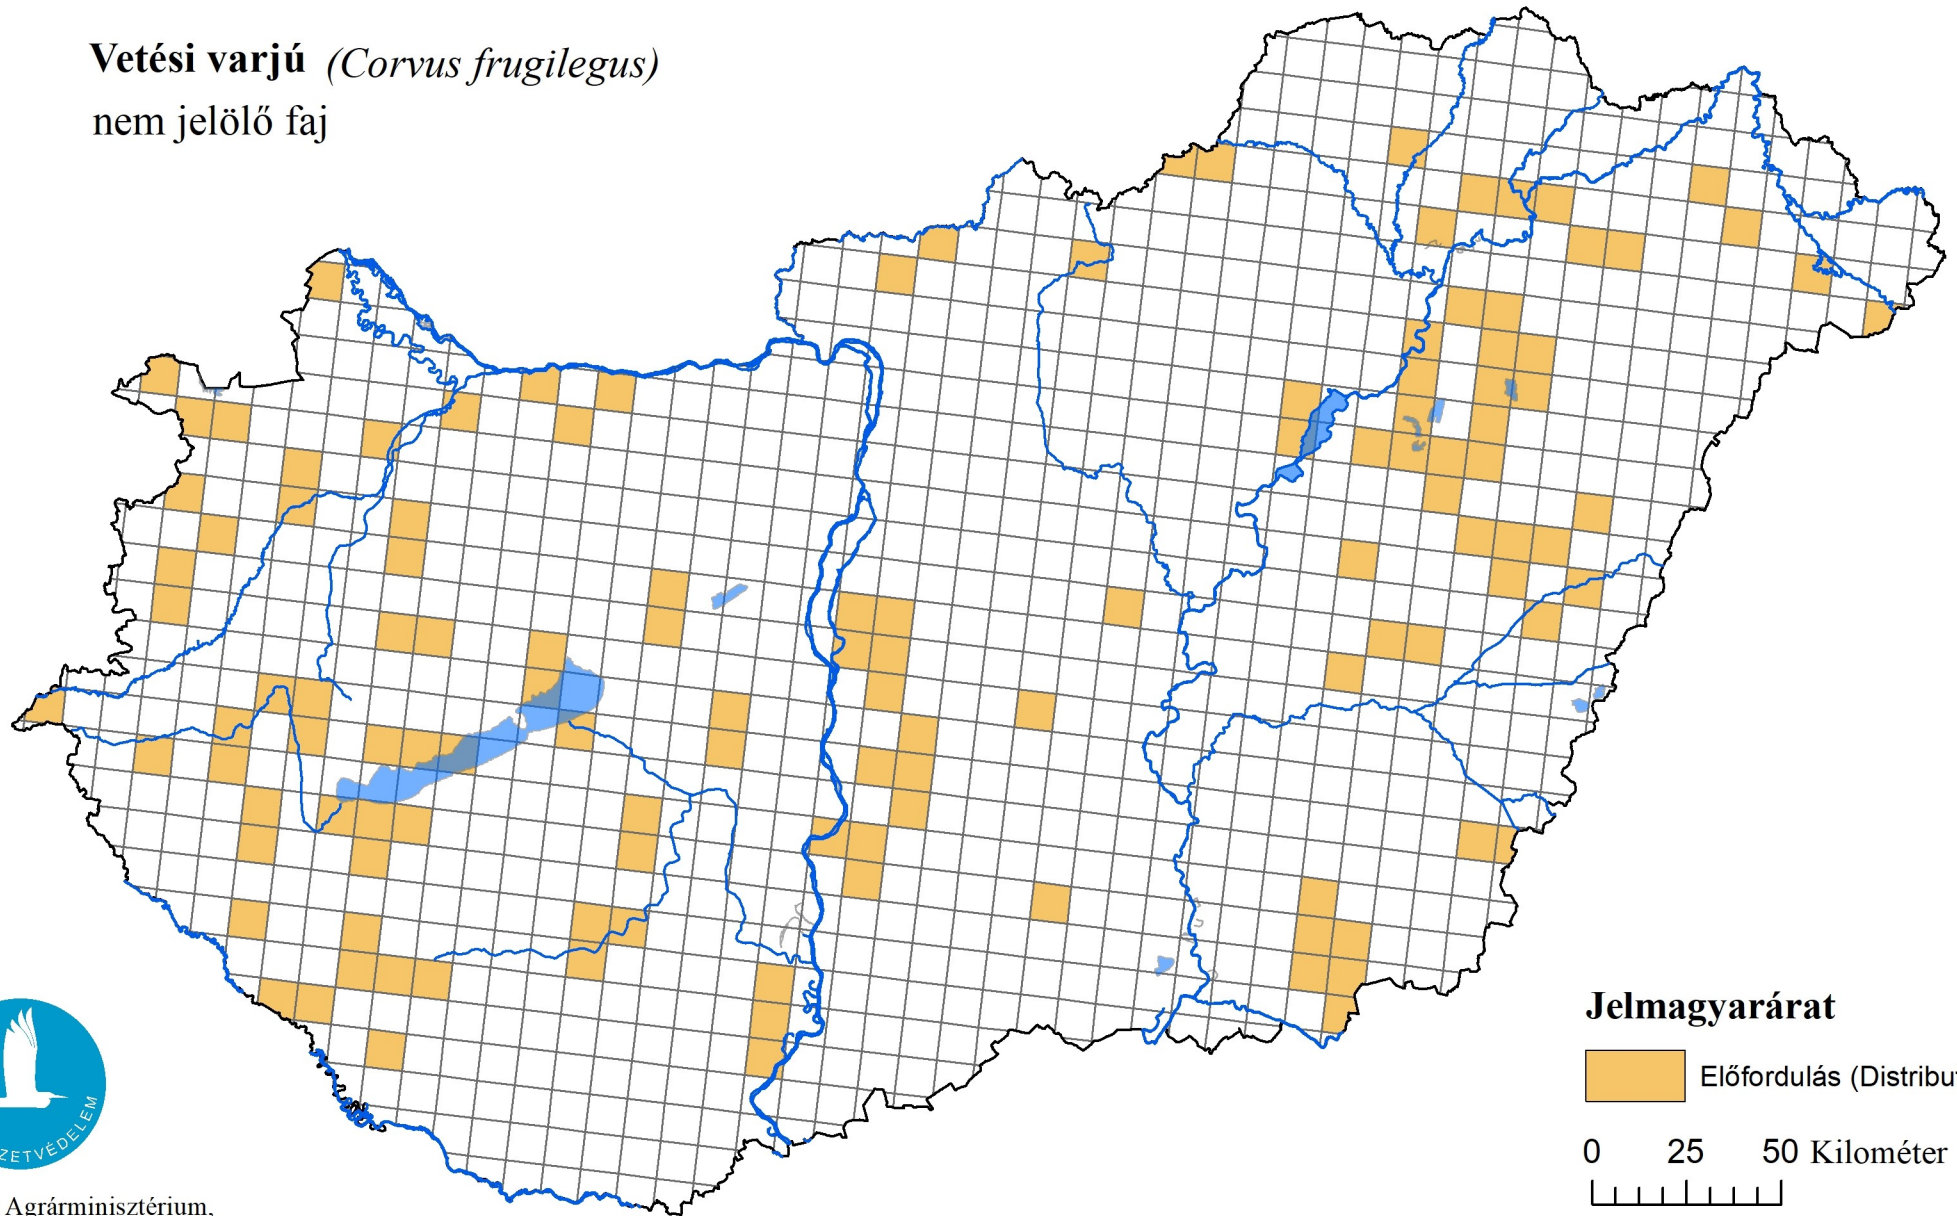 Vetési varjú (Corvus frugilegus)
nem jelölő faj
Jelmagyarárat
Előfordulás (Distribu
0 25 50 Kilométer
ZETVÉDELEM
Agrárminisztérium,